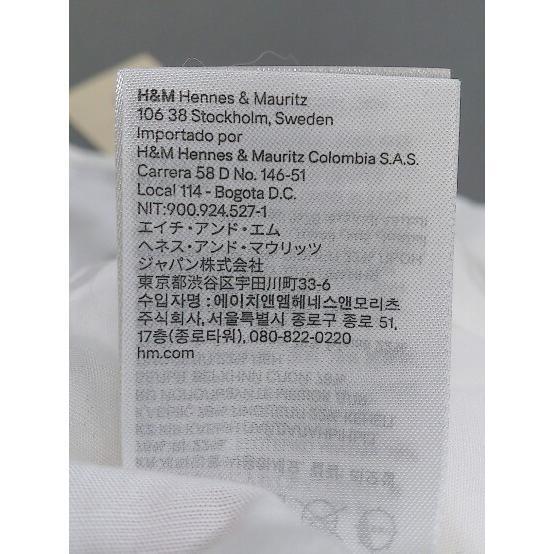 H&M Hennes & Mauritz
106 38 Stockholm, Sweden
Importado por
H&M Hennes & Mauritz Colombia S.A.S.
Carrera 58 D No. 146-51
Local 114 - Bogota D.C.
NIT:900.924.527-1
エイチ・アンド・エム
ヘネス・アンド・マウリッツ
ジャパン株式会社
東京都渋谷区宇田川町33-6
수입자명 : 에이치앤엠헤네스앤모리츠
주식회사, 서울특별시 종로구 종로 51,
17층(종로타워), 080-822-0220
hm.com